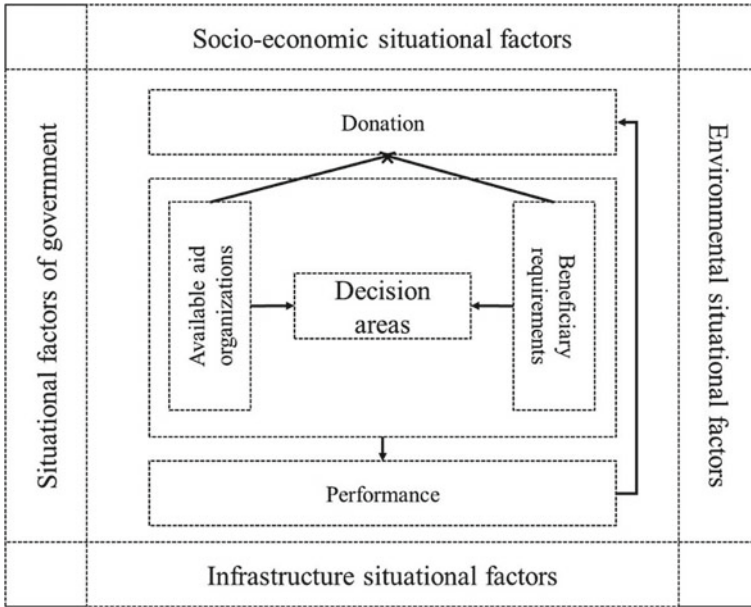 Socio-economic situational factors
Situational factors of government
Donation
Available aid
organizations
Decision
areas
Beneficiary
requirements
Environmental situational factors
Performance
Infrastructure situational factors